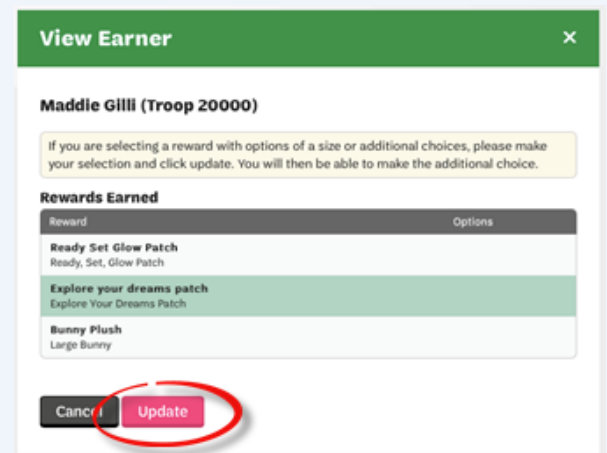 View Earner ×
Maddie Gilli (Troop 20000)
If you are selecting a reward with options of a size or additional choices, please make
your selection and click update. You will then be able to make the additional choice.
Rewards Earned
Reward Options
Ready Set Glow Patch
Ready, Set, Glow Patch
Explore your dreams patch
Explore Your Dreams Patch
Bunny Plush
Large Bunny
Cancel Update